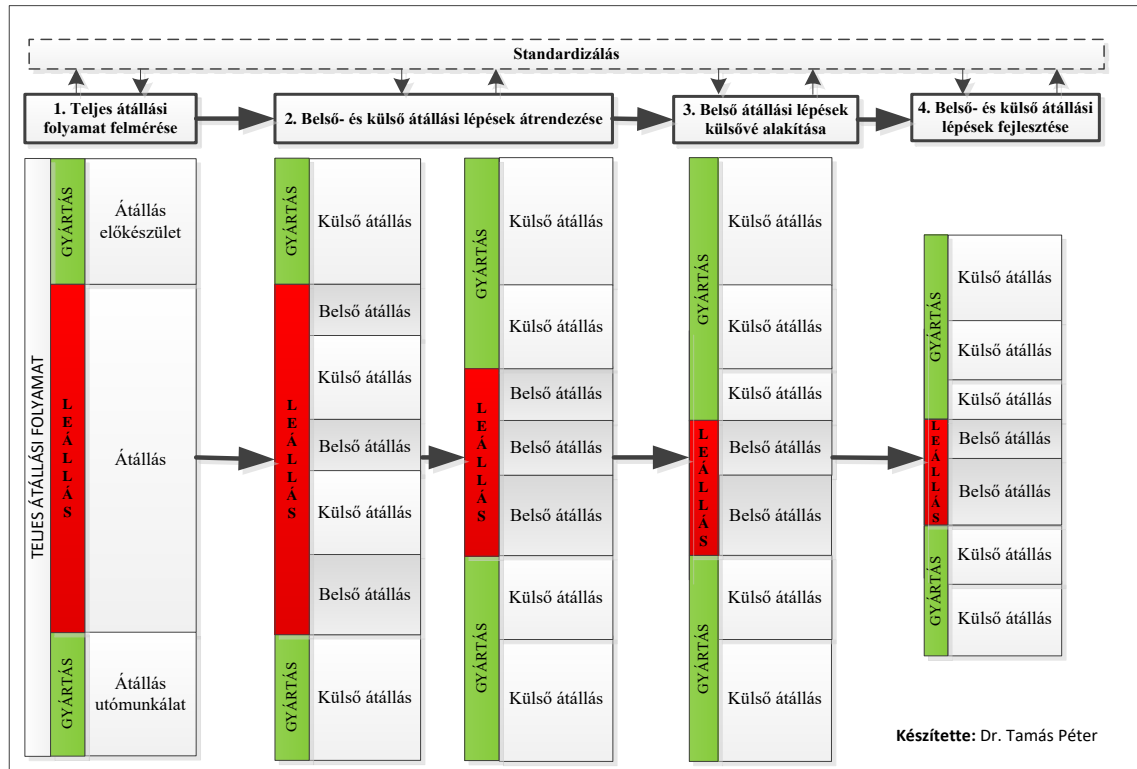 Standardizálás
1. Teljes átállási
folyamat felmérése
2. Belső- és külső átállási lépések átrendezése
3. Belső átállási lépések
külsővé alakítása
4. Belső- és külső átállási
lépések fejlesztése
TELJES ÁTÁLLÁSI FOLYAMAT
GYÁRTÁS
LEÁLLÁS
GYÁRTÁS
Átállás
előkészület
Átállás
Átállás
utómunkálat
GYÁRTÁS
LEÁLLÁS
GYÁRTÁS
Külső átállás
Belső átállás
Külső átállás
Belső átállás
Külső átállás
Belső átállás
Külső átállás
GYÁRTÁS
LEÁLLÁS
GYÁRTÁS
Külső átállás
Külső átállás
Belső átállás
Belső átállás
Belső átállás
Külső átállás
Külső átállás
GYÁRTÁS
LEÁLLÁS
GYÁRTÁS
Külső átállás
Külső átállás
Külső átállás
Belső átállás
Belső átállás
Külső átállás
Külső átállás
GYÁRTÁS
LEÁLLÁS
GYÁRTÁS
Külső átállás
Külső átállás
Külső átállás
Belső átállás
Belső átállás
Külső átállás
Külső átállás
Készítette: Dr. Tamás Péter